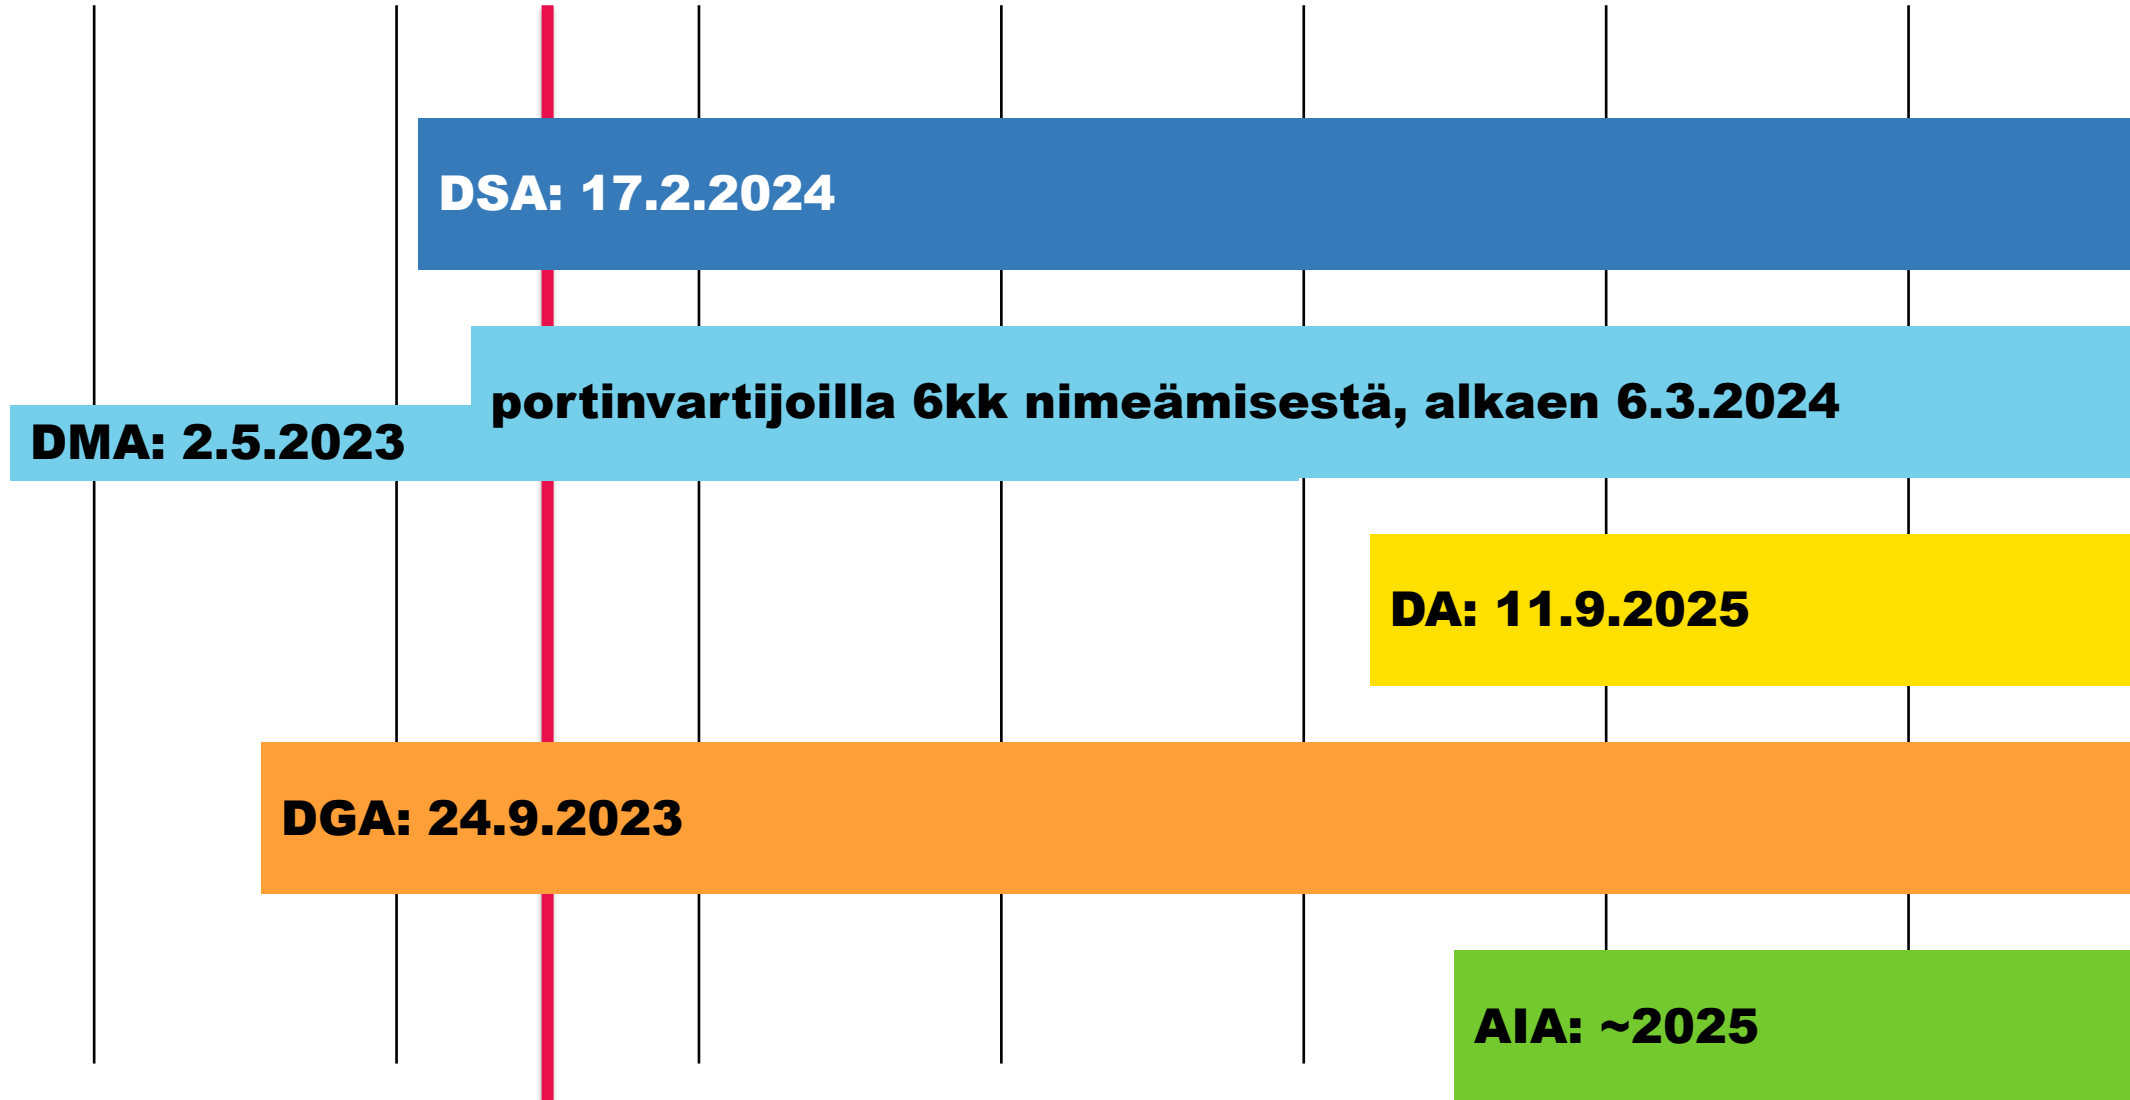 DSA: 17.2.2024
portinvartijoilla 6kk nimeämisestä, alkaen 6.3.2024
DMA: 2.5.2023
DA: 11.9.2025
DGA: 24.9.2023
AIA: ~2025